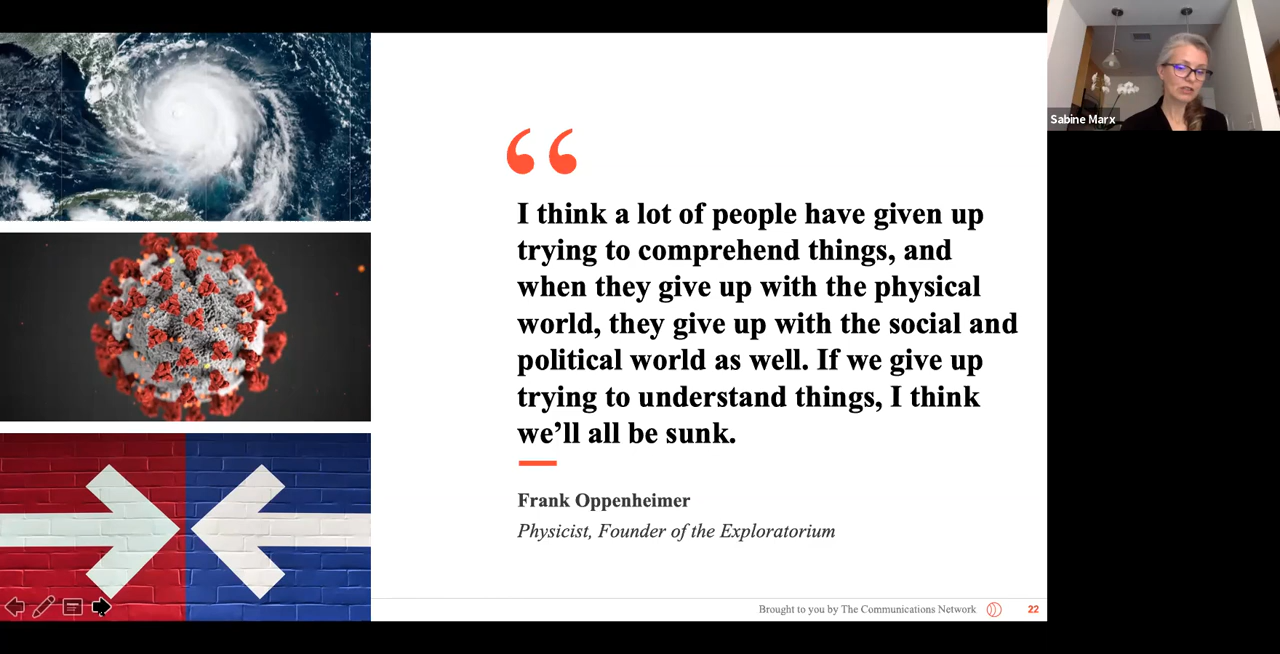 Sabine Marx
I think a lot of people have given up
trying to comprehend things, and
when they give up with the physical
world, they give up with the social and
political world as well. If we give up
trying to understand things, I think
we’ll all be sunk.
Frank Oppenheimer
Physicist, Founder of the Exploratorium
Brought to you by The Communications Network
22